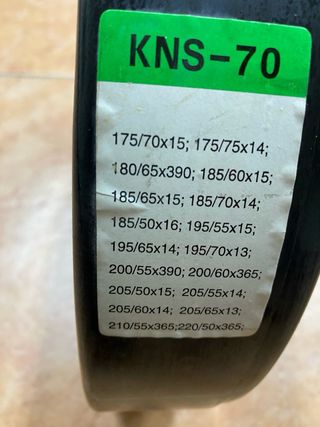 KNS-70
175/70x15; 175/75x14;
180/65x390; 185/60x15;
185/65x15; 185/70x14;
185/50x16; 195/55x15;
195/65x14; 195/70x13;
200/55x390; 200/60x365;
205/50x15; 205/55x14;
205/60x14; 205/65x13;
210/55x365;220/50x365;